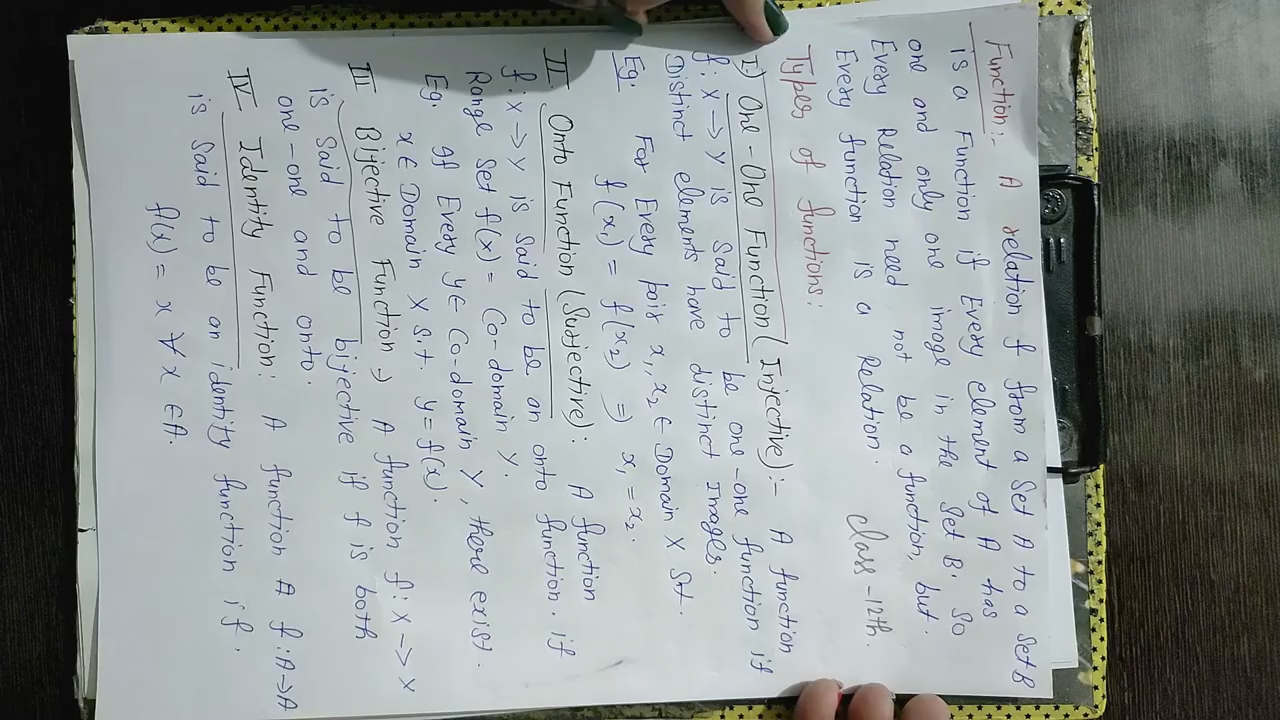 Function:- A relation f from a Set A to a Set B
is a Function if Every element of A has
one and only one image in the Set B. So
Every Relation need not be a function, but.
Every function is a Relation.
Class - 12th.
Types of functions:
I) One-One Function (Injective):- A function
f: X -> Y is Said to be one-one function if
Distinct elements have distinct Images.
Eg. For Every pair x1, x2 ∈ Domain X St.
f(x1) = f(x2) => x1 = x2.
II. Onto Function (Surjective): A function
f: X -> Y is Said to be an onto function. if
Range Set f(x) = Co-domain Y.
Eg. If Every y ∈ Co-domain Y, there exist.
x ∈ Domain X S.t. y = f(x).
III Bijective Function => A function f: X -> X
is Said to be bijective if f is both
one-one and onto.
IV Identity Function: A function A f: A->A
is Said to be an identity function if.
f(x) = x ∀ x ∈ A.